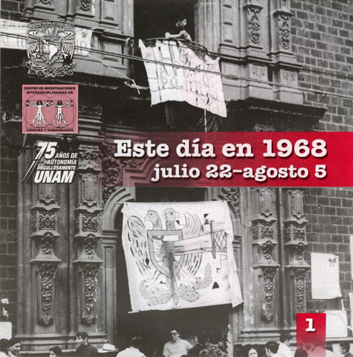 CENTRO DE INVESTIGACIONES
INTERDISCIPLINARIAS EN
CIENCIAS Y HUMANIDADES
75 AÑOS DE
AUTONOMÍA
ORGULLOSAMENTE
UNAM
Este día en 1968
julio 22-agosto 5
1